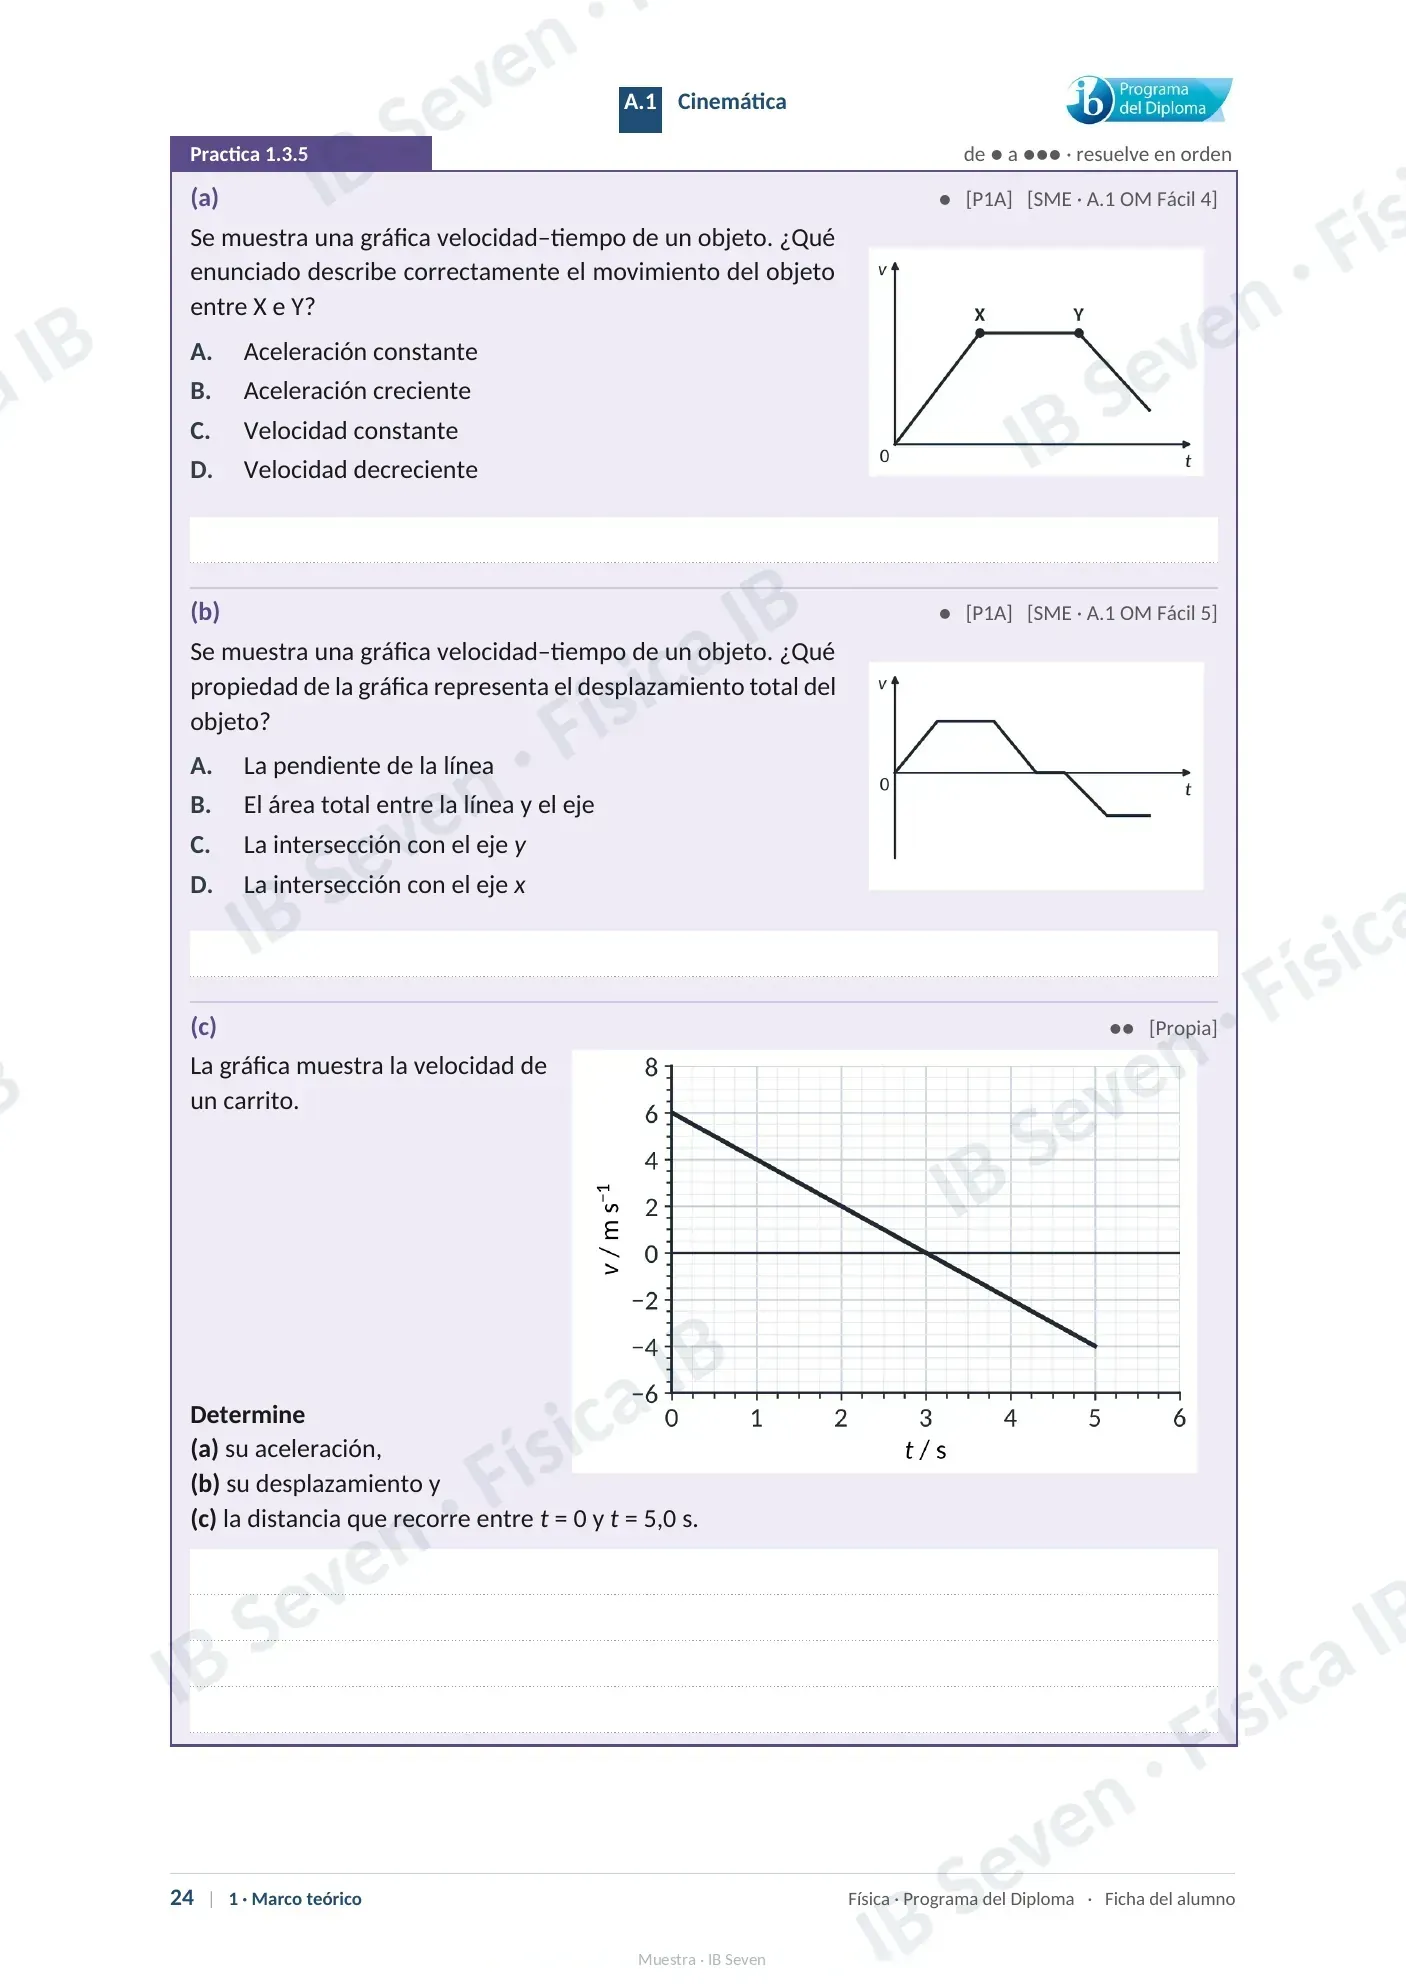 A.1 Cinemática
ib Programa del Diploma
Practica 1.3.5
de ● a ●●● · resuelve en orden
(a)
● [P1A] [SME · A.1 OM Fácil 4]
Se muestra una gráfica velocidad–tiempo de un objeto. ¿Qué
enunciado describe correctamente el movimiento del objeto
entre X e Y?
A. Aceleración constante
B. Aceleración creciente
C. Velocidad constante
D. Velocidad decreciente
v
X Y
0
t
(b)
● [P1A] [SME · A.1 OM Fácil 5]
Se muestra una gráfica velocidad–tiempo de un objeto. ¿Qué
propiedad de la gráfica representa el desplazamiento total del
objeto?
A. La pendiente de la línea
B. El área total entre la línea y el eje
C. La intersección con el eje y
D. La intersección con el eje x
v
0
t
(c)
●● [Propia]
La gráfica muestra la velocidad de
un carrito.
8
6
4
2
0
−2
−4
−6
v / m s⁻¹
0 1 2 3 4 5 6
t / s
Determine
(a) su aceleración,
(b) su desplazamiento y
(c) la distancia que recorre entre t = 0 y t = 5,0 s.
24 | 1 · Marco teórico
Física · Programa del Diploma · Ficha del alumno
Muestra · IB Seven
IB Seven · Física IB